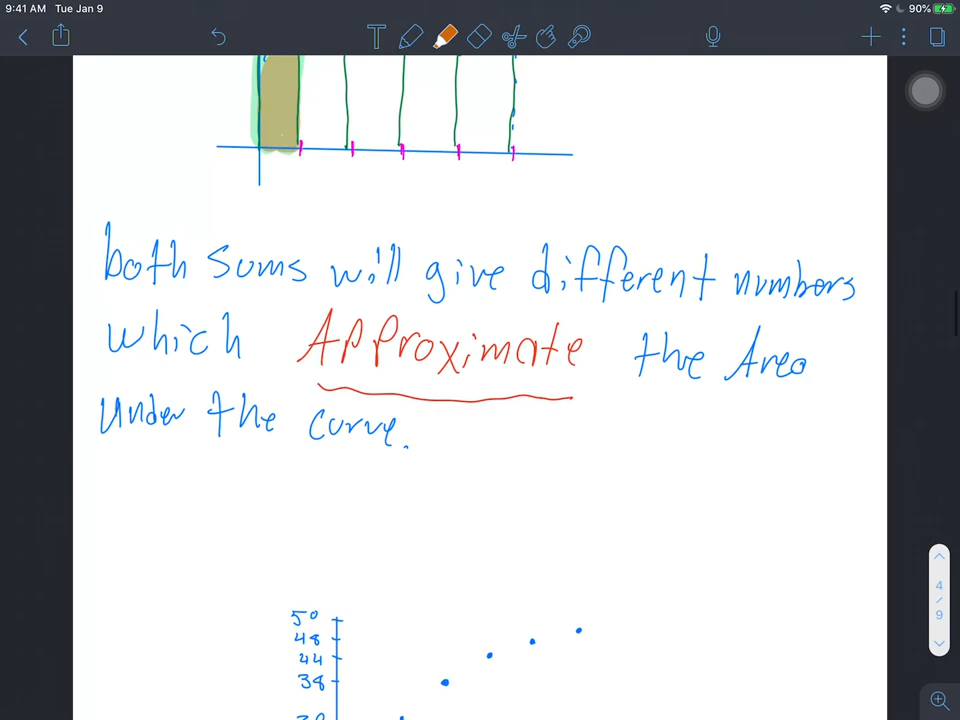 9:41 AM Tue Jan 9
90%
both sums will give different numbers
which Approximate the Area
Under the curve.
4
/
9
50
48
44
38